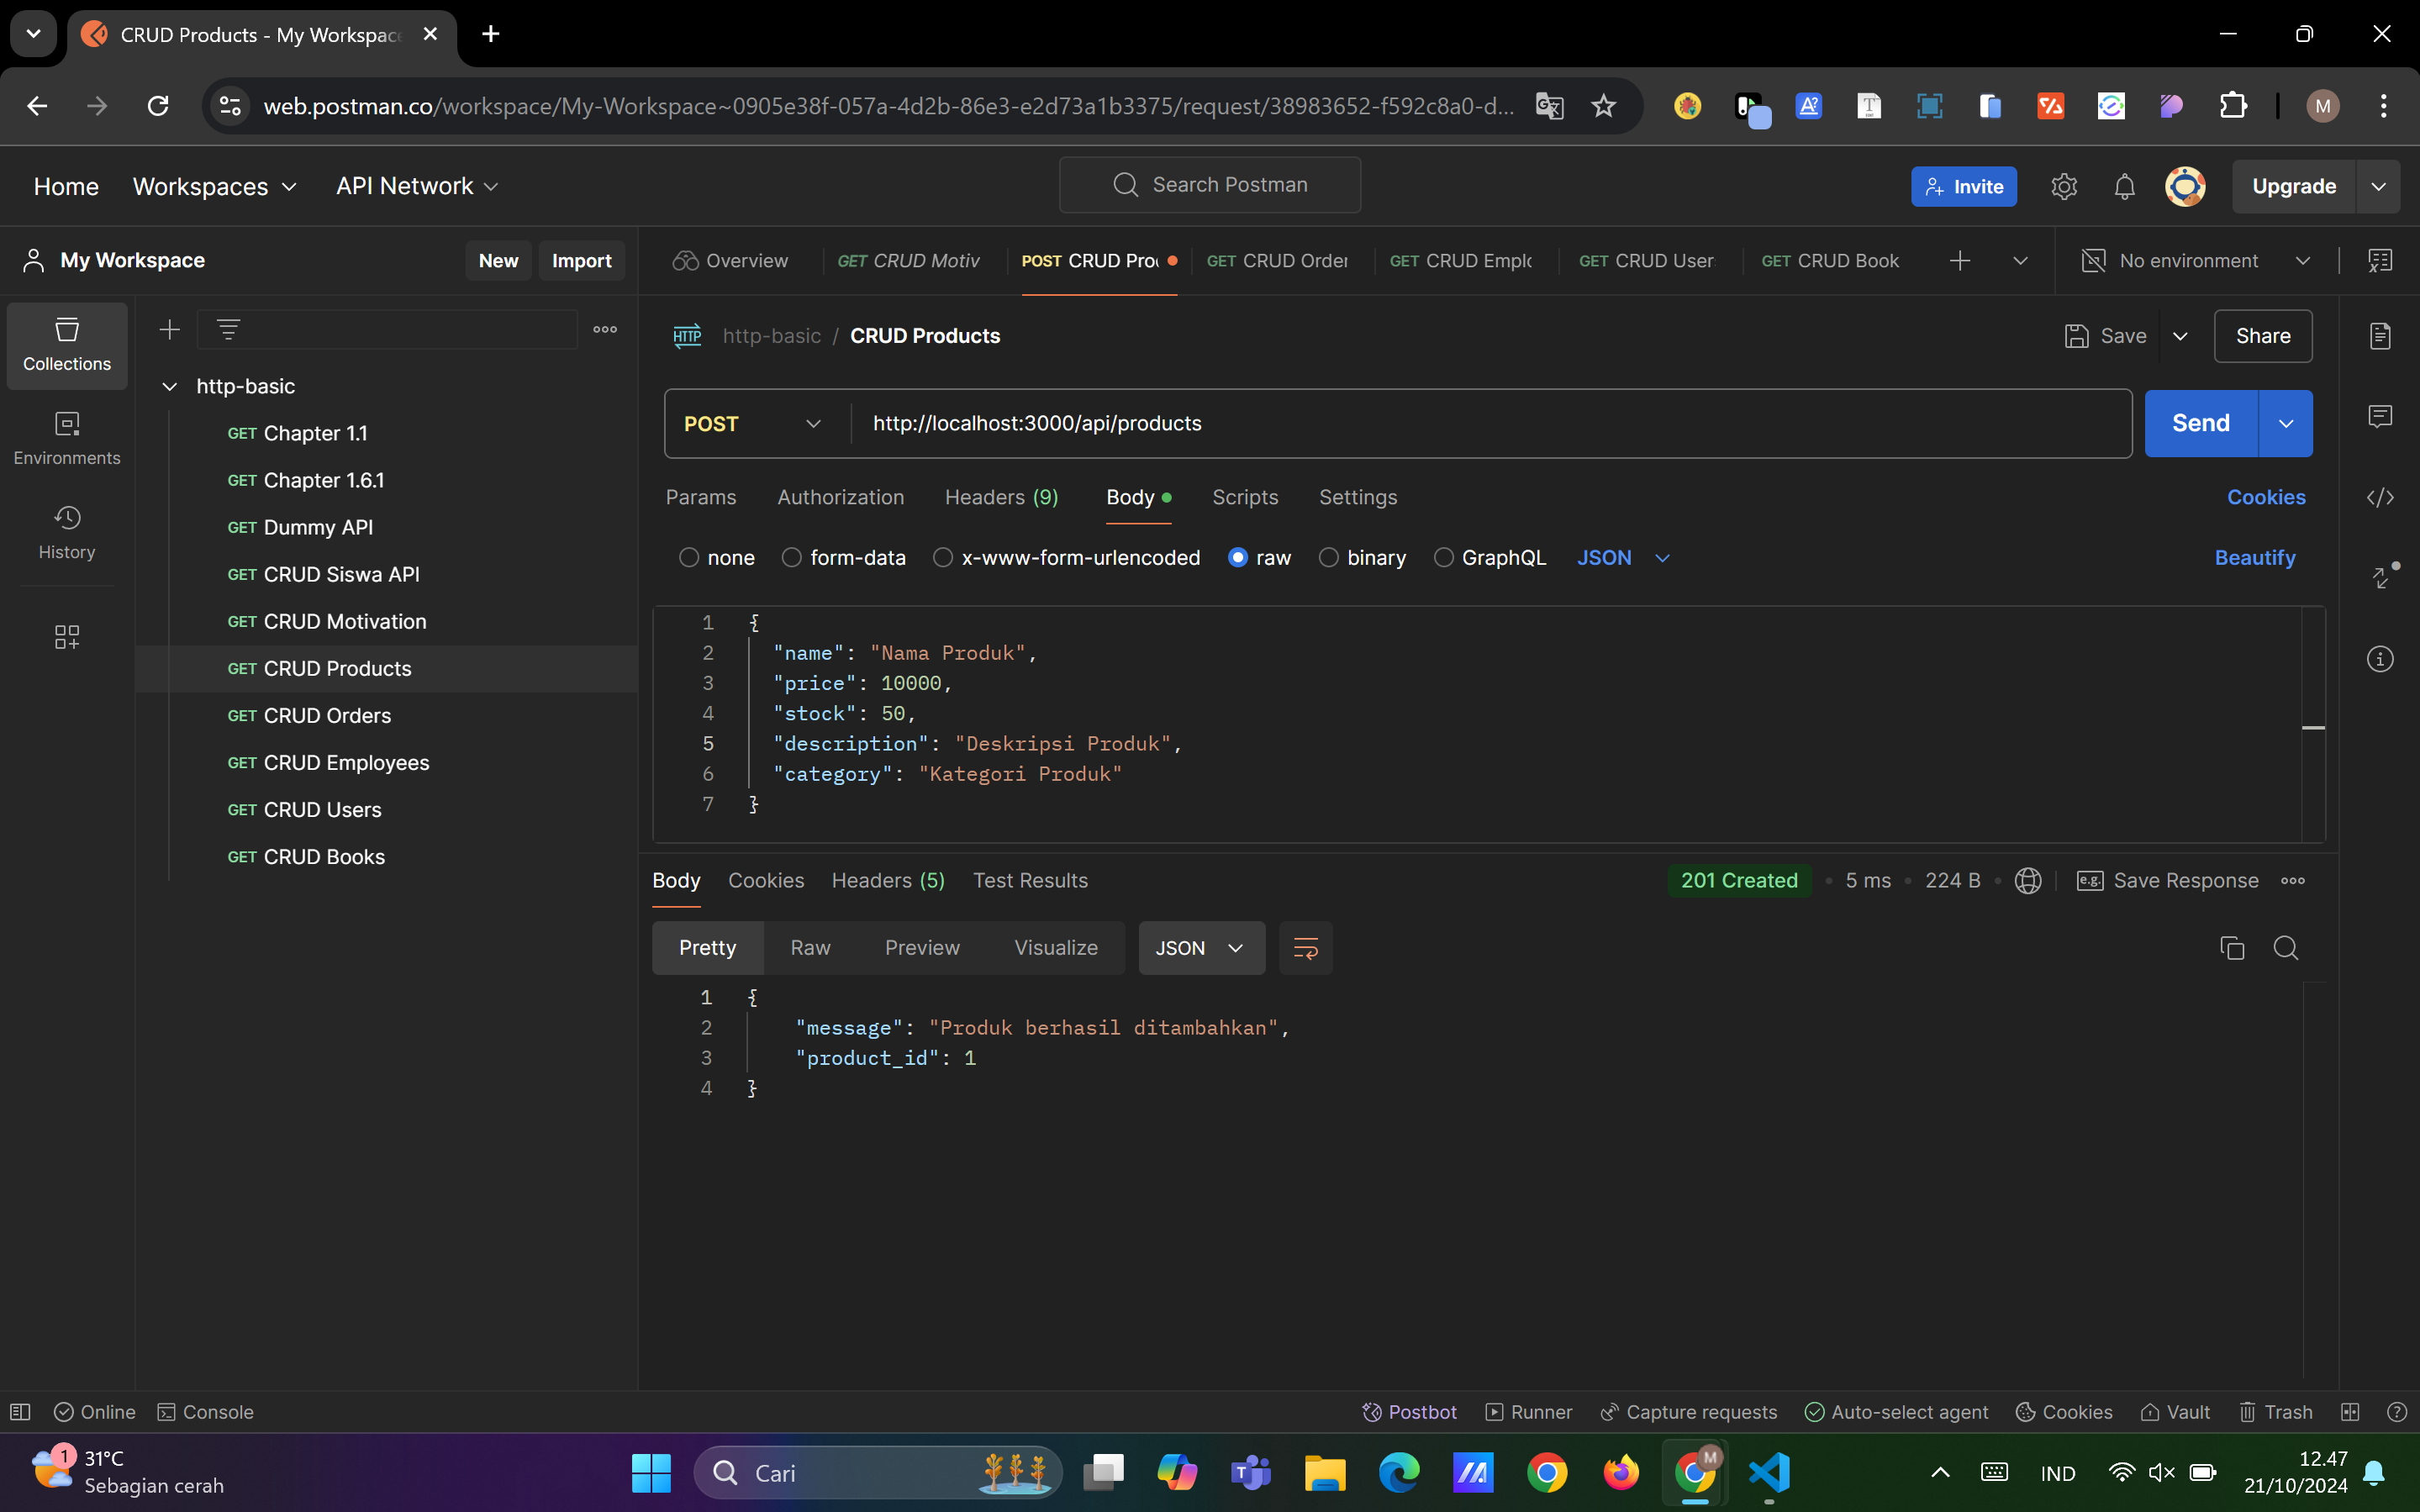 CRUD Products - My Workspace
web.postman.co/workspace/My-Workspace~0905e38f-057a-4d2b-86e3-e2d73a1b3375/request/38983652-f592c8a0-d...
M
Home
Workspaces
API Network
Search Postman
Invite
Upgrade
My Workspace
New
Import
Overview
GET CRUD Motiv
POST CRUD Pro
GET CRUD Order
GET CRUD Emplo
GET CRUD User
GET CRUD Book
No environment
Collections
Environments
History
http-basic
GET Chapter 1.1
GET Chapter 1.6.1
GET Dummy API
GET CRUD Siswa API
GET CRUD Motivation
GET CRUD Products
GET CRUD Orders
GET CRUD Employees
GET CRUD Users
GET CRUD Books
HTTP http-basic / CRUD Products
Save
Share
POST
http://localhost:3000/api/products
Send
Params
Authorization
Headers (9)
Body
Scripts
Settings
Cookies
none
form-data
x-www-form-urlencoded
raw
binary
GraphQL
JSON
Beautify
1 {
2 "name": "Nama Produk",
3 "price": 10000,
4 "stock": 50,
5 "description": "Deskripsi Produk",
6 "category": "Kategori Produk"
7 }
Body
Cookies
Headers (5)
Test Results
201 Created
5 ms
224 B
e.g. Save Response
Pretty
Raw
Preview
Visualize
JSON
1 {
2 "message": "Produk berhasil ditambahkan",
3 "product_id": 1
4 }
Online
Console
Postbot
Runner
Capture requests
Auto-select agent
Cookies
Vault
Trash
1
31°C
Sebagian cerah
Cari
M
IND
12.47
21/10/2024